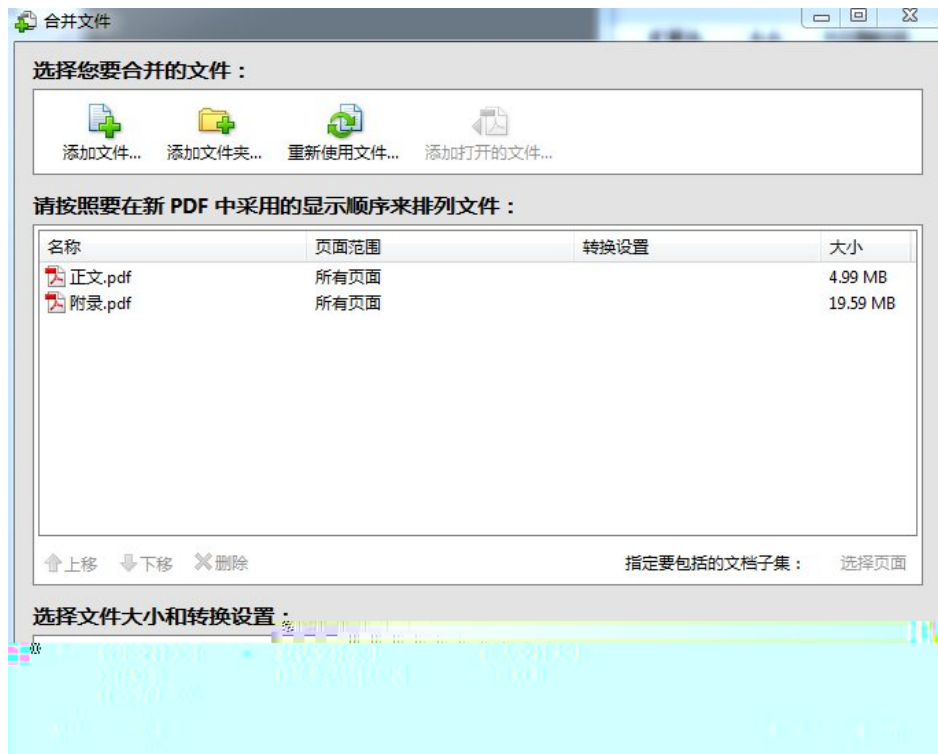 合并文件
选择您要合并的文件：
添加文件... 添加文件夹... 重新使用文件... 添加打开的文件...
请按照要在新 PDF 中采用的显示顺序来排列文件：
名称 页面范围 转换设置 大小
正文.pdf 所有页面 4.99 MB
附录.pdf 所有页面 19.59 MB
上移 下移 删除 指定要包括的文档子集： 选择页面
选择文件大小和转换设置：